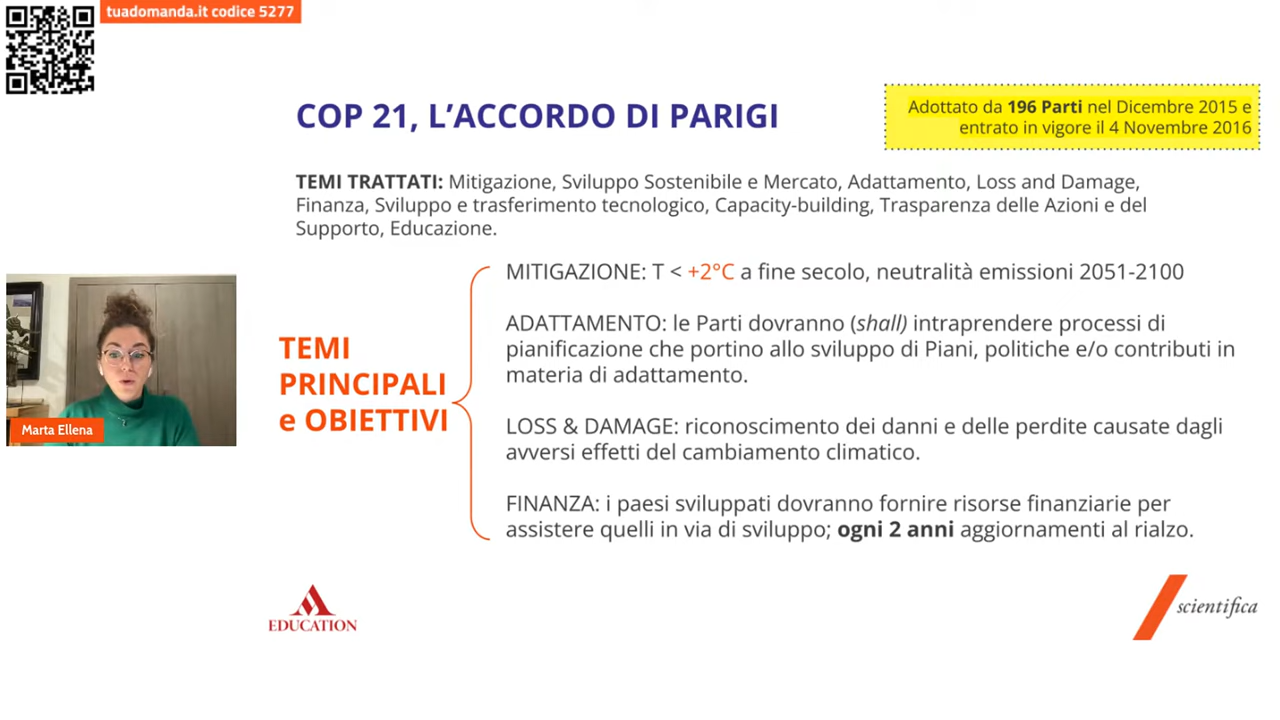 tuadomanda.it codice 5277
COP 21, L’ACCORDO DI PARIGI
Adottato da 196 Parti nel Dicembre 2015 e
entrato in vigore il 4 Novembre 2016
TEMI TRATTATI: Mitigazione, Sviluppo Sostenibile e Mercato, Adattamento, Loss and Damage,
Finanza, Sviluppo e trasferimento tecnologico, Capacity-building, Trasparenza delle Azioni e del
Supporto, Educazione.
TEMI
PRINCIPALI
e OBIETTIVI
MITIGAZIONE: T < +2°C a fine secolo, neutralità emissioni 2051-2100
ADATTAMENTO: le Parti dovranno (shall) intraprendere processi di
pianificazione che portino allo sviluppo di Piani, politiche e/o contributi in
materia di adattamento.
LOSS & DAMAGE: riconoscimento dei danni e delle perdite causate dagli
avversi effetti del cambiamento climatico.
FINANZA: i paesi sviluppati dovranno fornire risorse finanziarie per
assistere quelli in via di sviluppo; ogni 2 anni aggiornamenti al rialzo.
Marta Ellena
EDUCATION
scientifica